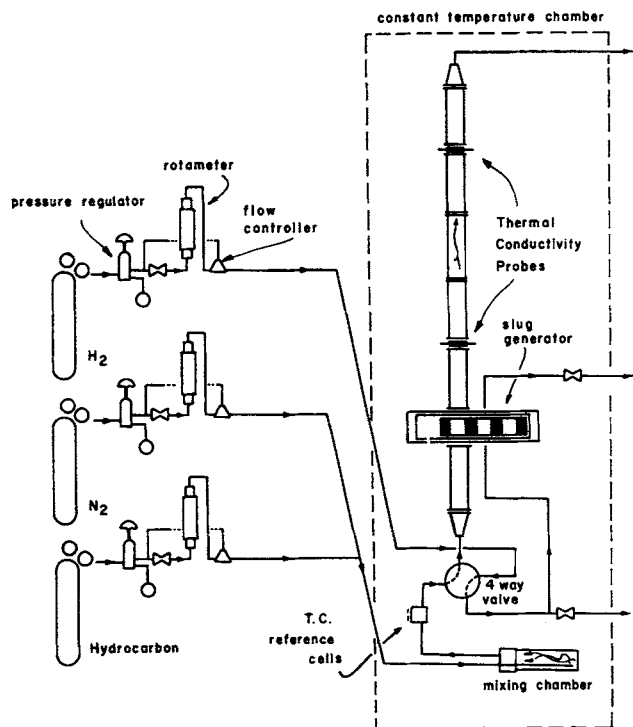 constant temperature chamber
rotameter
pressure regulator
flow
controller
Thermal
Conductivity
Probes
slug
generator
H2
N2
Hydrocarbon
4 way
valve
T.C.
reference
cells
mixing chamber